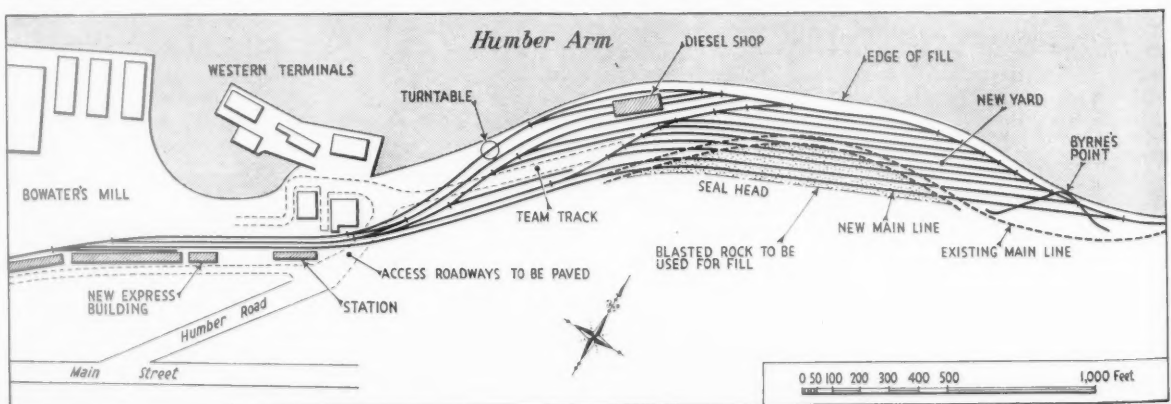 Humber Arm
DIESEL SHOP
EDGE OF FILL
WESTERN TERMINALS
TURNTABLE
NEW YARD
BYRNE'S
POINT
BOWATER'S MILL
SEAL HEAD
TEAM TRACK
NEW MAIN LINE
BLASTED ROCK TO BE
USED FOR FILL
EXISTING MAIN LINE
ACCESS ROADWAYS TO BE PAVED
NEW EXPRESS
BUILDING
STATION
Humber Road
Main Street
0 50 100 200 300 400 500 1,000 Feet